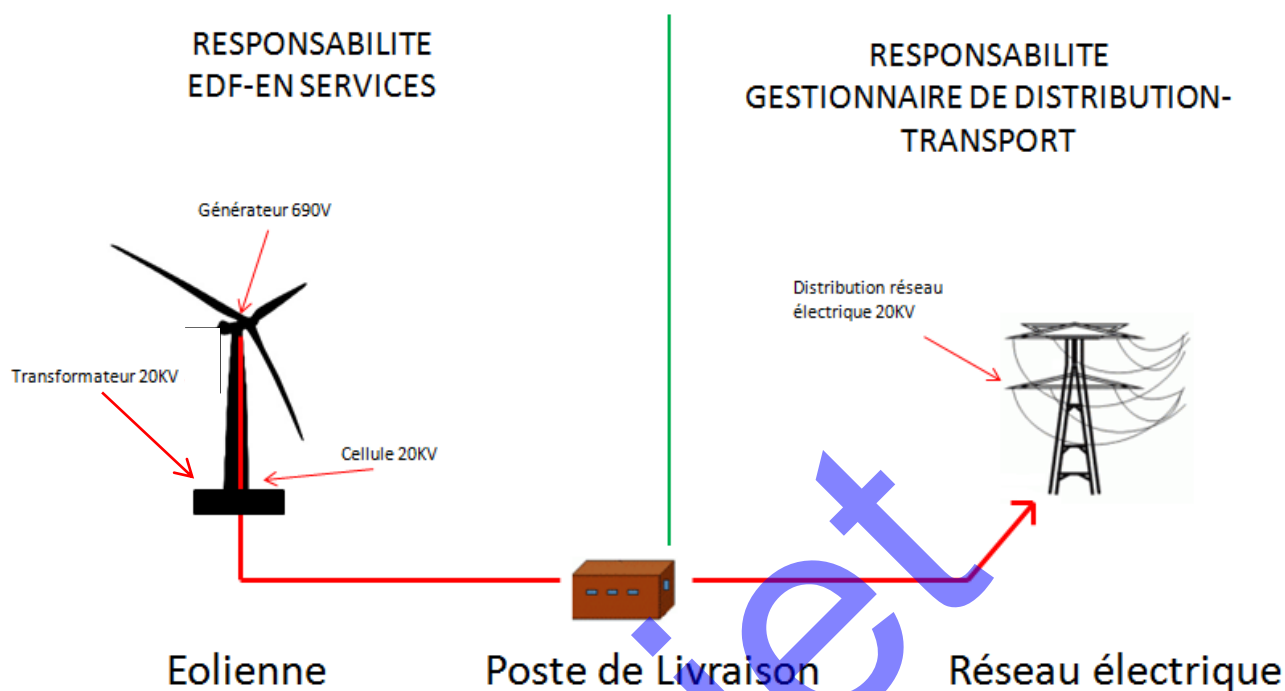 RESPONSABILITE
EDF-EN SERVICES
RESPONSABILITE
GESTIONNAIRE DE DISTRIBUTION-
TRANSPORT
Générateur 690V
Distribution réseau
électrique 20KV
Transformateur 20KV
Cellule 20KV
Eolienne
Poste de Livraison
Réseau électrique